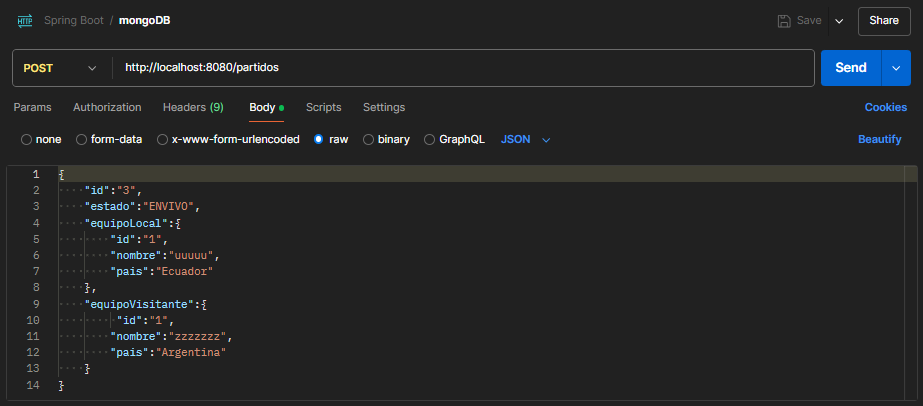 HTTP Spring Boot / mongoDB Save Share
POST http://localhost:8080/partidos Send
Params Authorization Headers (9) Body Scripts Settings Cookies
none form-data x-www-form-urlencoded raw binary GraphQL JSON Beautify
1 {
2 "id":"3",
3 "estado":"ENVIVO",
4 "equipoLocal":{
5 "id":"1",
6 "nombre":"uuuuu",
7 "pais":"Ecuador"
8 },
9 "equipoVisitante":{
10 "id":"1",
11 "nombre":"zzzzzzz",
12 "pais":"Argentina"
13 }
14 }